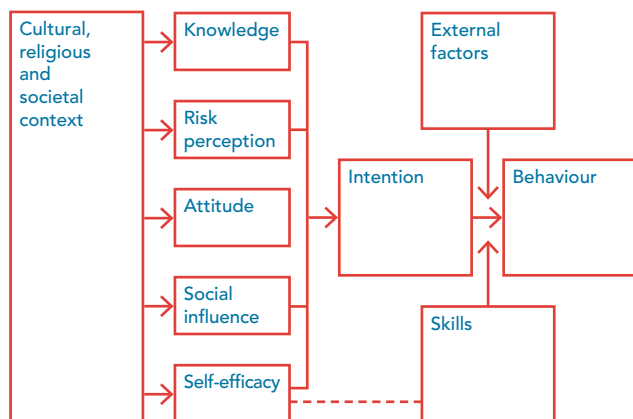 Cultural,
religious
and
societal
context
Knowledge
Risk
perception
Attitude
Social
influence
Self-efficacy
Intention
External
factors
Behaviour
Skills